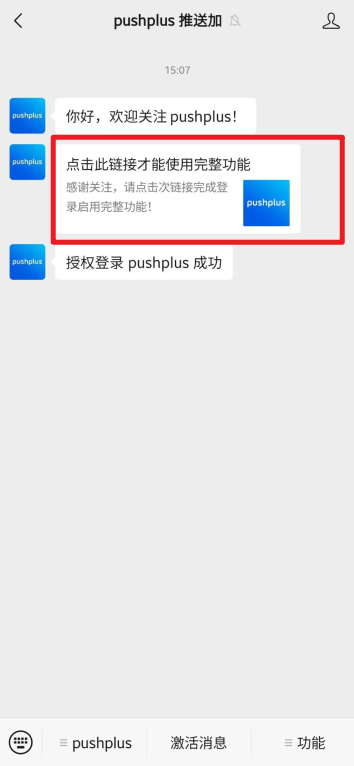 pushplus 推送加
15:07
pushplus
你好，欢迎关注 pushplus！
pushplus
点击此链接才能使用完整功能
感谢关注，请点击次链接完成登
录启用完整功能！
pushplus
pushplus
授权登录 pushplus 成功
pushplus
激活消息
功能